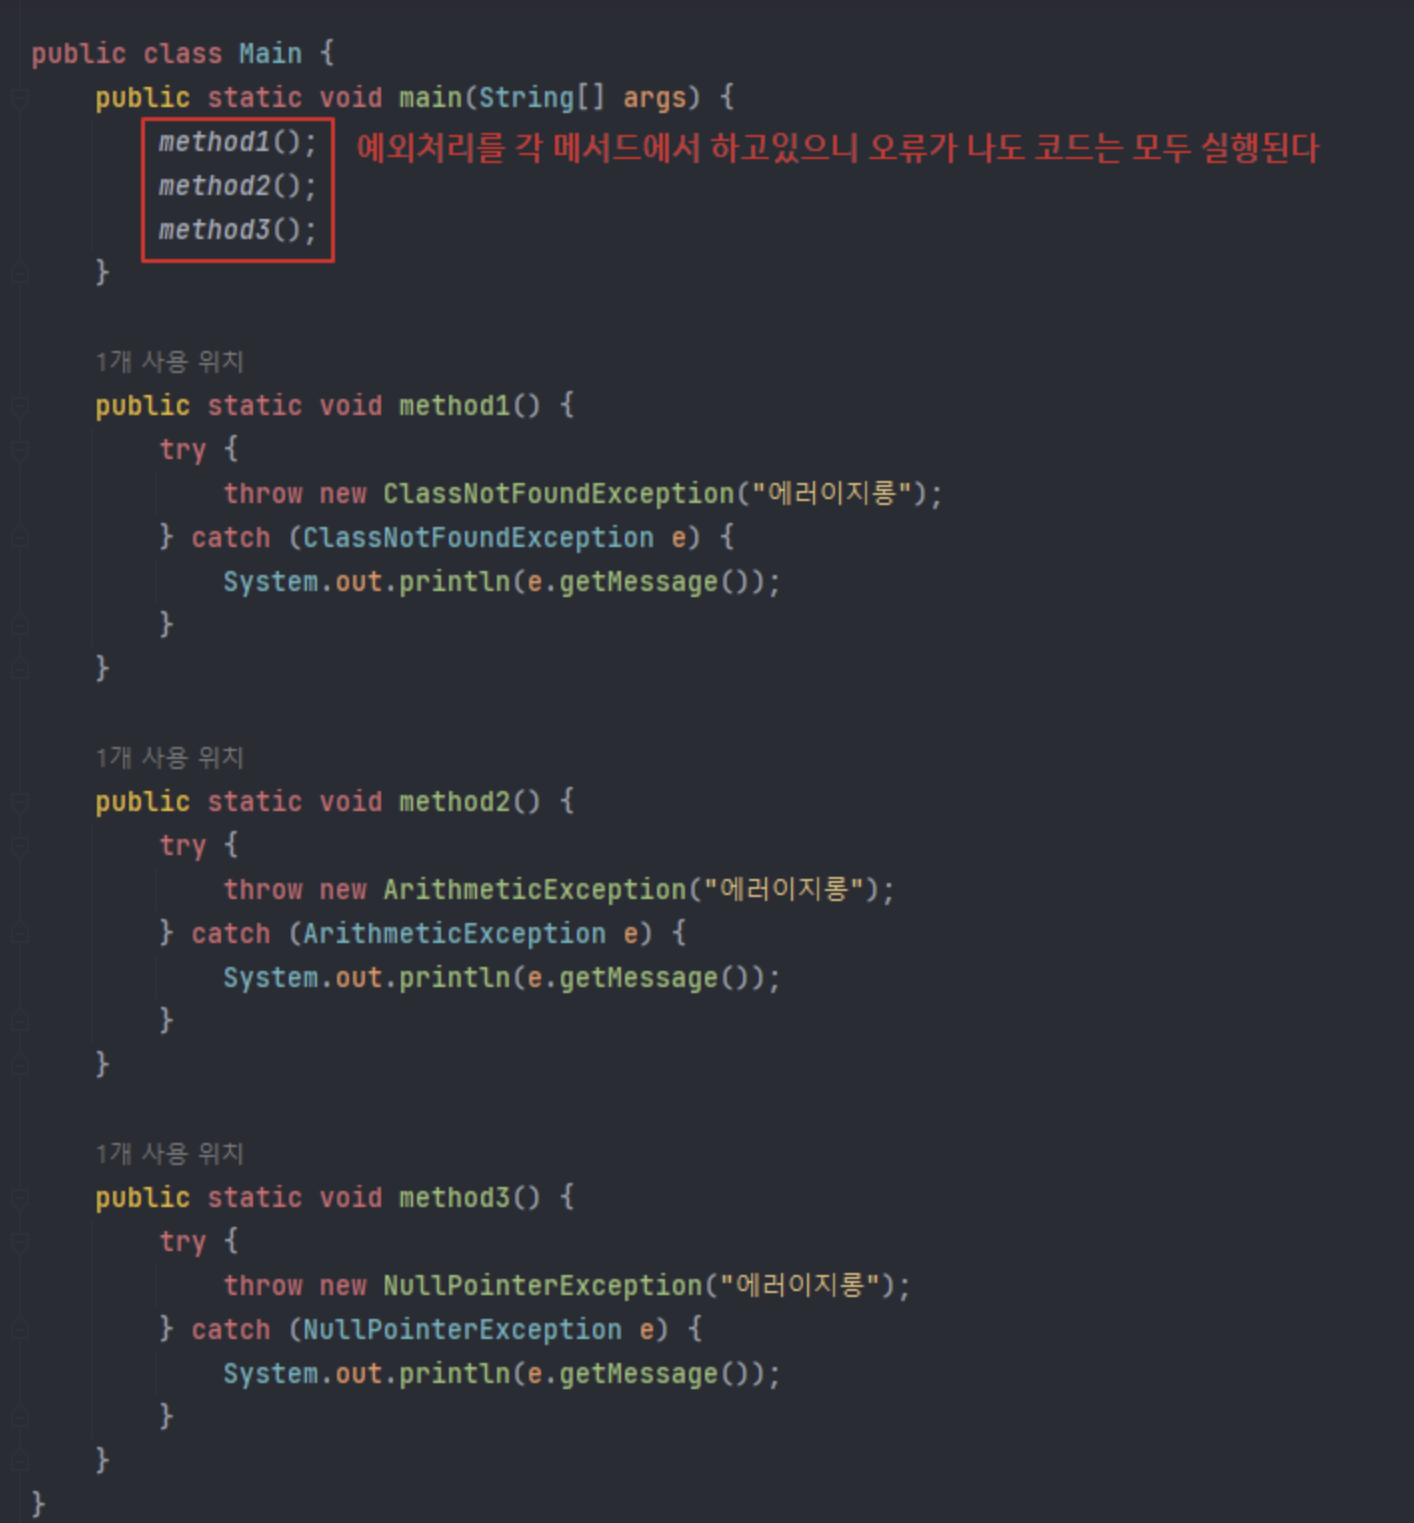 public class Main {
public static void main(String[] args) {
method1(); 예외처리를 각 메서드에서 하고있으니 오류가 나도 코드는 모두 실행된다
method2();
method3();
}
1개 사용 위치
public static void method1() {
try {
throw new ClassNotFoundException("에러이지롱");
} catch (ClassNotFoundException e) {
System.out.println(e.getMessage());
}
}
1개 사용 위치
public static void method2() {
try {
throw new ArithmeticException("에러이지롱");
} catch (ArithmeticException e) {
System.out.println(e.getMessage());
}
}
1개 사용 위치
public static void method3() {
try {
throw new NullPointerException("에러이지롱");
} catch (NullPointerException e) {
System.out.println(e.getMessage());
}
}
}